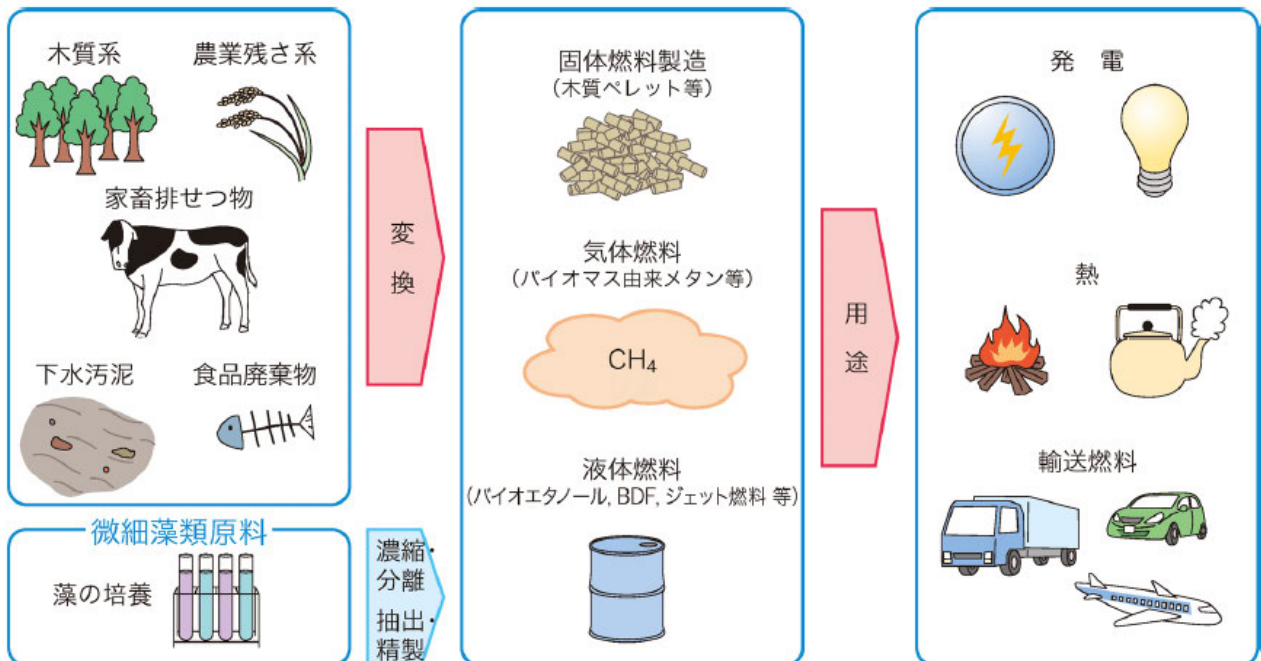 木質系
農業残さ系
家畜排せつ物
下水汚泥
食品廃棄物
微細藻類原料
藻の培養
変換
濃縮・
分離
抽出・
精製
固体燃料製造
（木質ペレット等）
気体燃料
（バイオマス由来メタン等）
CH₄
液体燃料
（バイオエタノール, BDF, ジェット燃料 等）
用途
発　電
熱
輸送燃料